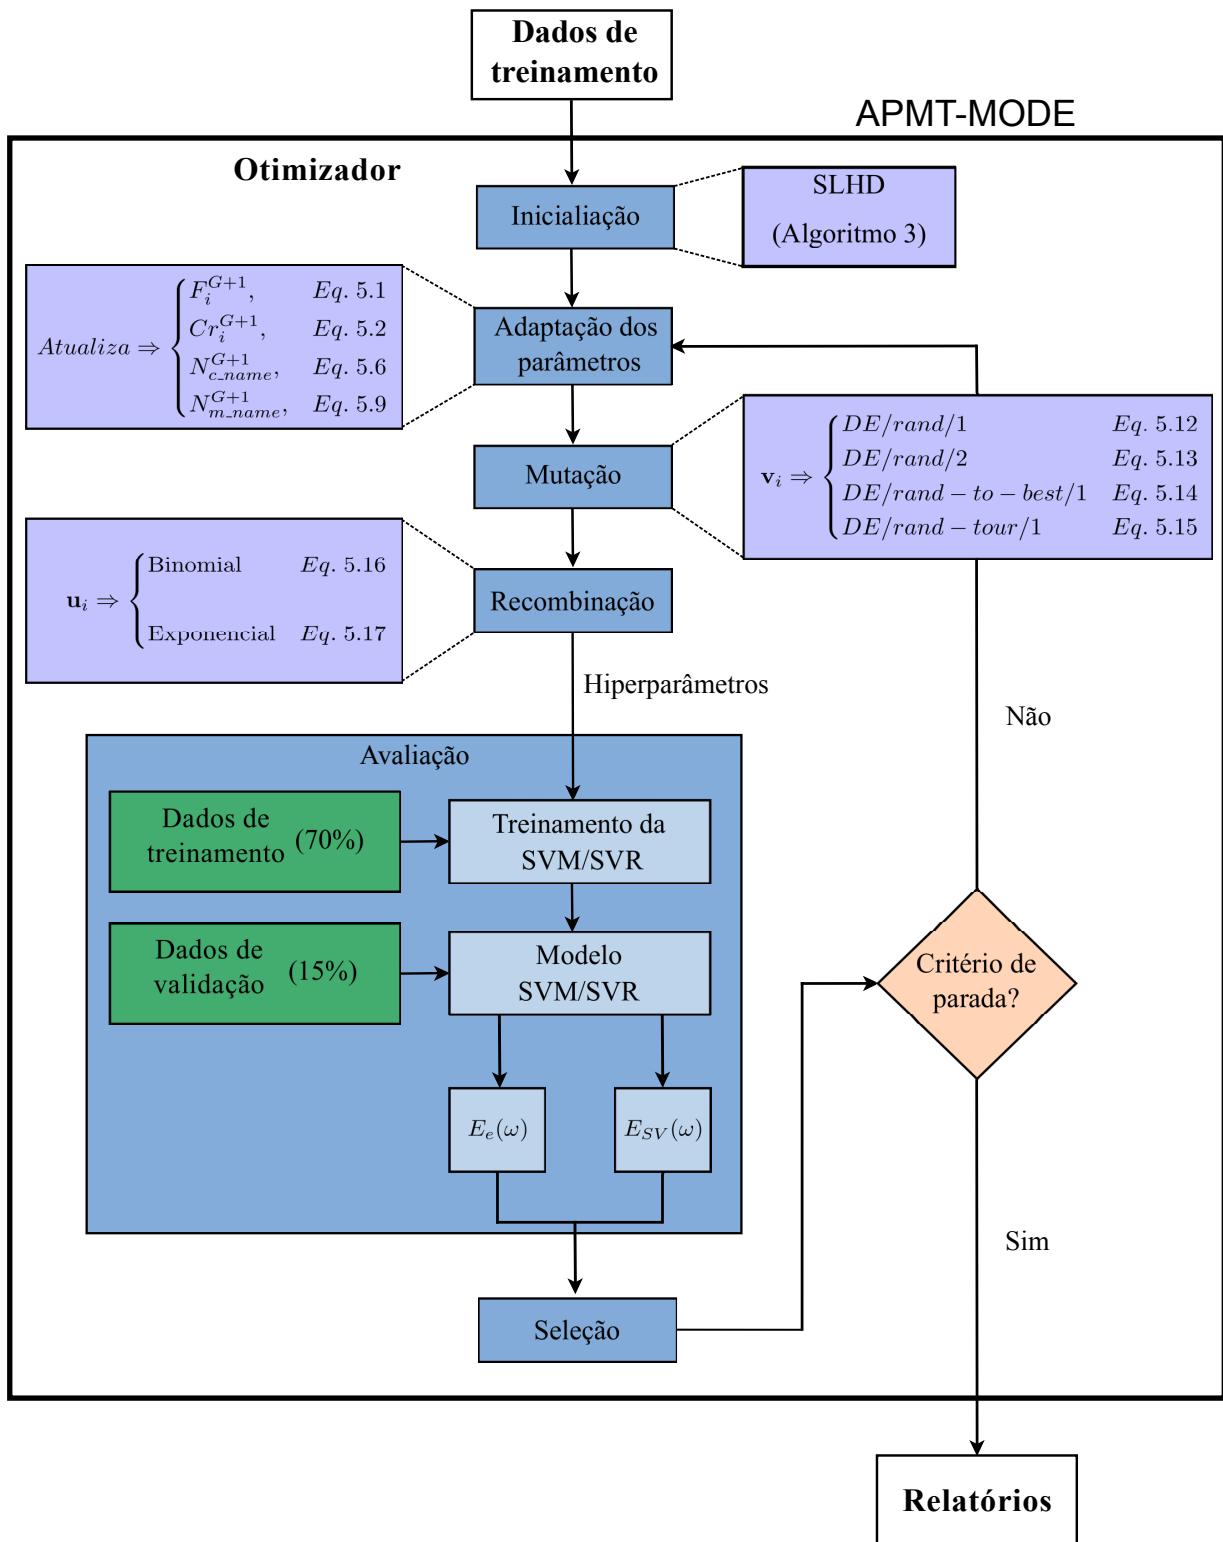 Dados de
treinamento
APMT-MODE
Otimizador
Inicialiação
SLHD
(Algoritmo 3)
Atualiza ⇒
F_i^{G+1}, Eq. 5.1
Cr_i^{G+1}, Eq. 5.2
N_{c_name}^{G+1}, Eq. 5.6
N_{m_name}^{G+1}, Eq. 5.9
Adaptação dos
parâmetros
Mutação
v_i ⇒
DE/rand/1 Eq. 5.12
DE/rand/2 Eq. 5.13
DE/rand − to − best/1 Eq. 5.14
DE/rand − tour/1 Eq. 5.15
u_i ⇒
Binomial Eq. 5.16
Exponencial Eq. 5.17
Recombinação
Hiperparâmetros
Não
Avaliação
Dados de
treinamento (70%)
Treinamento da
SVM/SVR
Dados de
validação (15%)
Modelo
SVM/SVR
E_e(ω)
E_{SV}(ω)
Critério de
parada?
Sim
Seleção
Relatórios